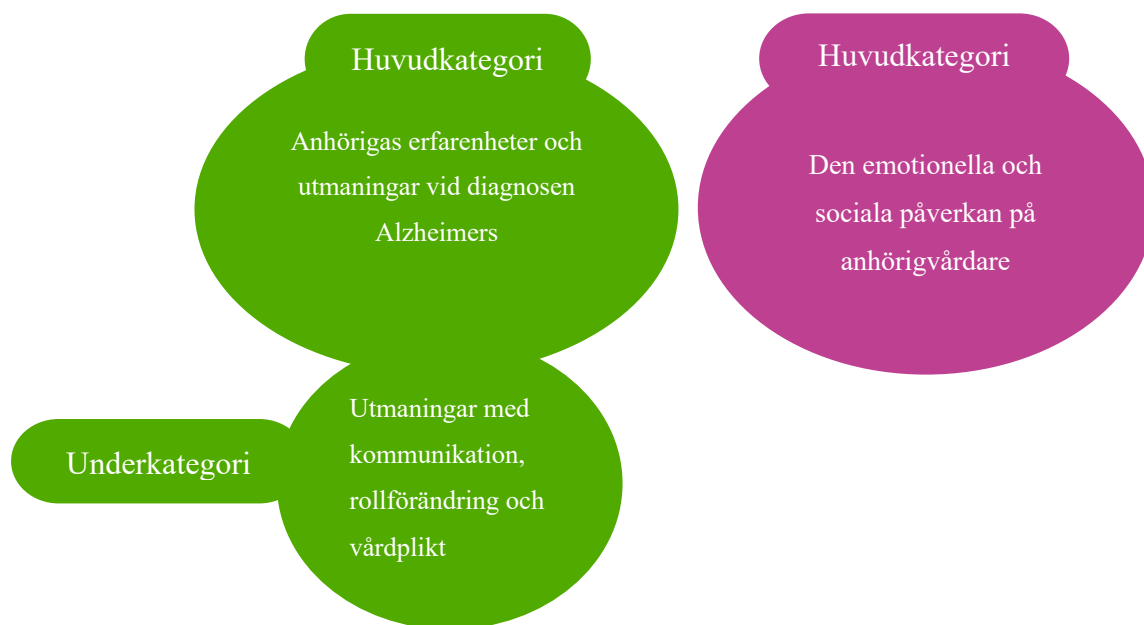 Huvudkategori
Anhörigas erfarenheter och
utmaningar vid diagnosen
Alzheimers
Huvudkategori
Den emotionella och
sociala påverkan på
anhörigvårdare
Underkategori
Utmaningar med
kommunikation,
rollförändring och
vårdplikt